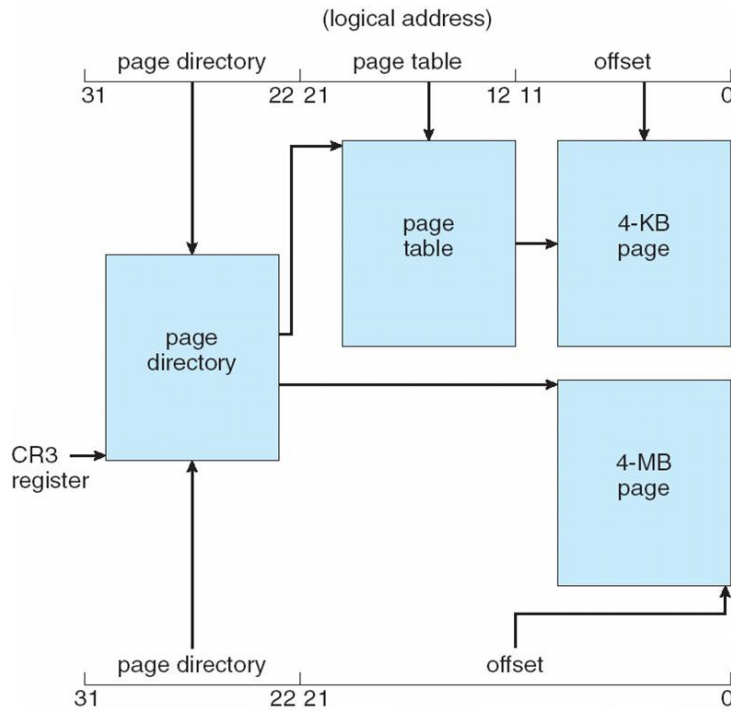 (logical address)
page directory page table offset
31 22 21 12 11 0
page
table
4-KB
page
page
directory
CR3
register
4-MB
page
page directory offset
31 22 21 0